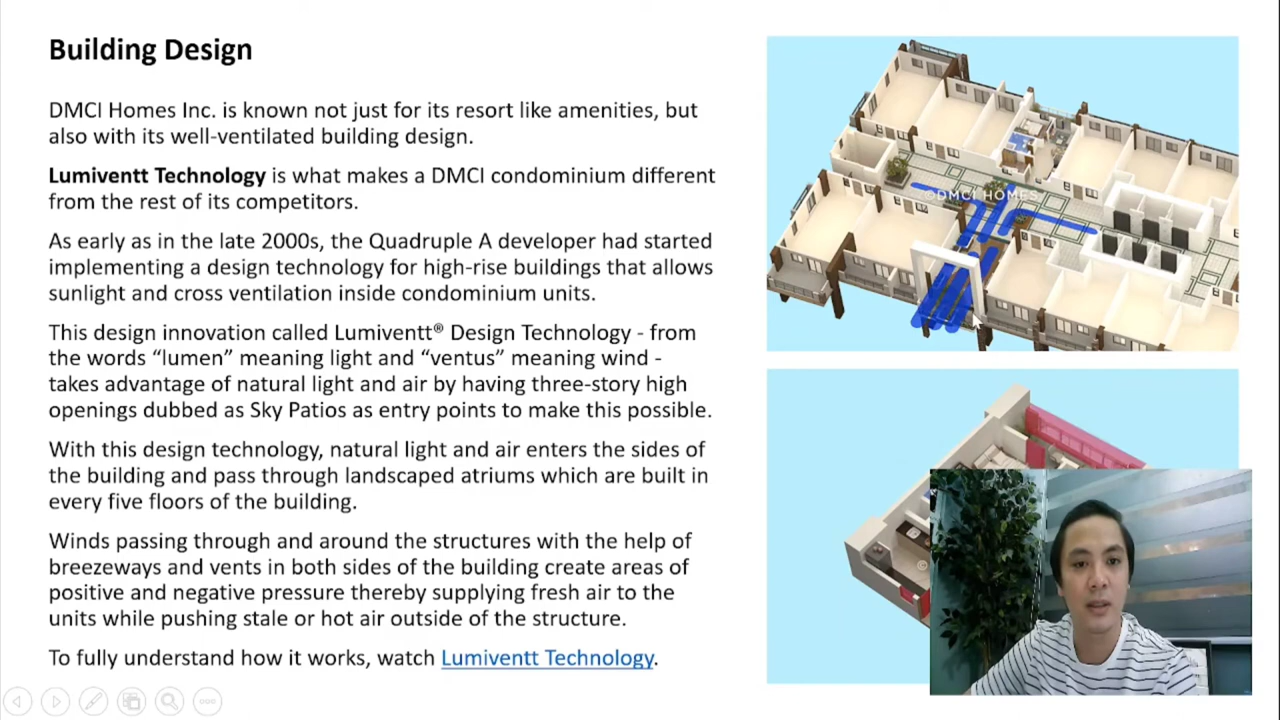 Building Design
DMCI Homes Inc. is known not just for its resort like amenities, but
also with its well-ventilated building design.
Lumiventt Technology is what makes a DMCI condominium different
from the rest of its competitors.
As early as in the late 2000s, the Quadruple A developer had started
implementing a design technology for high-rise buildings that allows
sunlight and cross ventilation inside condominium units.
This design innovation called Lumiventt® Design Technology - from
the words “lumen” meaning light and “ventus” meaning wind -
takes advantage of natural light and air by having three-story high
openings dubbed as Sky Patios as entry points to make this possible.
With this design technology, natural light and air enters the sides of
the building and pass through landscaped atriums which are built in
every five floors of the building.
Winds passing through and around the structures with the help of
breezeways and vents in both sides of the building create areas of
positive and negative pressure thereby supplying fresh air to the
units while pushing stale or hot air outside of the structure.
To fully understand how it works, watch Lumiventt Technology.
©DMCI HOMES
©